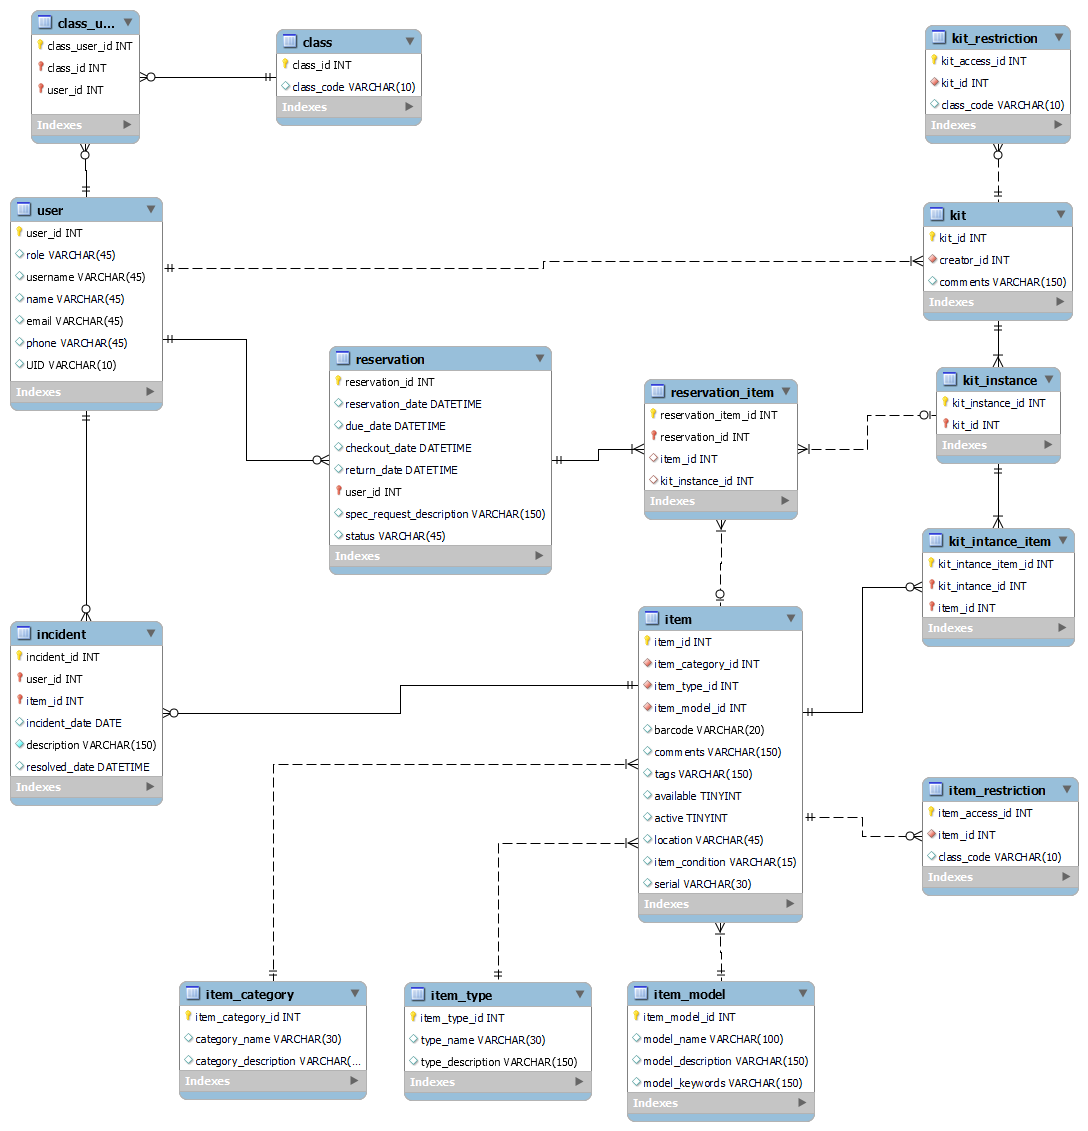 class_u...
class_user_id INT
class_id INT
user_id INT
Indexes
class
class_id INT
class_code VARCHAR(10)
Indexes
kit_restriction
kit_access_id INT
kit_id INT
class_code VARCHAR(10)
Indexes
user
user_id INT
role VARCHAR(45)
username VARCHAR(45)
name VARCHAR(45)
email VARCHAR(45)
phone VARCHAR(45)
UID VARCHAR(10)
Indexes
kit
kit_id INT
creator_id INT
comments VARCHAR(150)
Indexes
reservation
reservation_id INT
reservation_date DATETIME
due_date DATETIME
checkout_date DATETIME
return_date DATETIME
user_id INT
spec_request_description VARCHAR(150)
status VARCHAR(45)
Indexes
reservation_item
reservation_item_id INT
reservation_id INT
item_id INT
kit_instance_id INT
Indexes
kit_instance
kit_instance_id INT
kit_id INT
Indexes
kit_intance_item
kit_intance_item_id INT
kit_intance_id INT
item_id INT
Indexes
incident
incident_id INT
user_id INT
item_id INT
incident_date DATE
description VARCHAR(150)
resolved_date DATETIME
Indexes
item
item_id INT
item_category_id INT
item_type_id INT
item_model_id INT
barcode VARCHAR(20)
comments VARCHAR(150)
tags VARCHAR(150)
available TINYINT
active TINYINT
location VARCHAR(45)
item_condition VARCHAR(15)
serial VARCHAR(30)
Indexes
item_restriction
item_access_id INT
item_id INT
class_code VARCHAR(10)
Indexes
item_category
item_category_id INT
category_name VARCHAR(30)
category_description VARCHAR(...
Indexes
item_type
item_type_id INT
type_name VARCHAR(30)
type_description VARCHAR(150)
Indexes
item_model
item_model_id INT
model_name VARCHAR(100)
model_description VARCHAR(150)
model_keywords VARCHAR(150)
Indexes